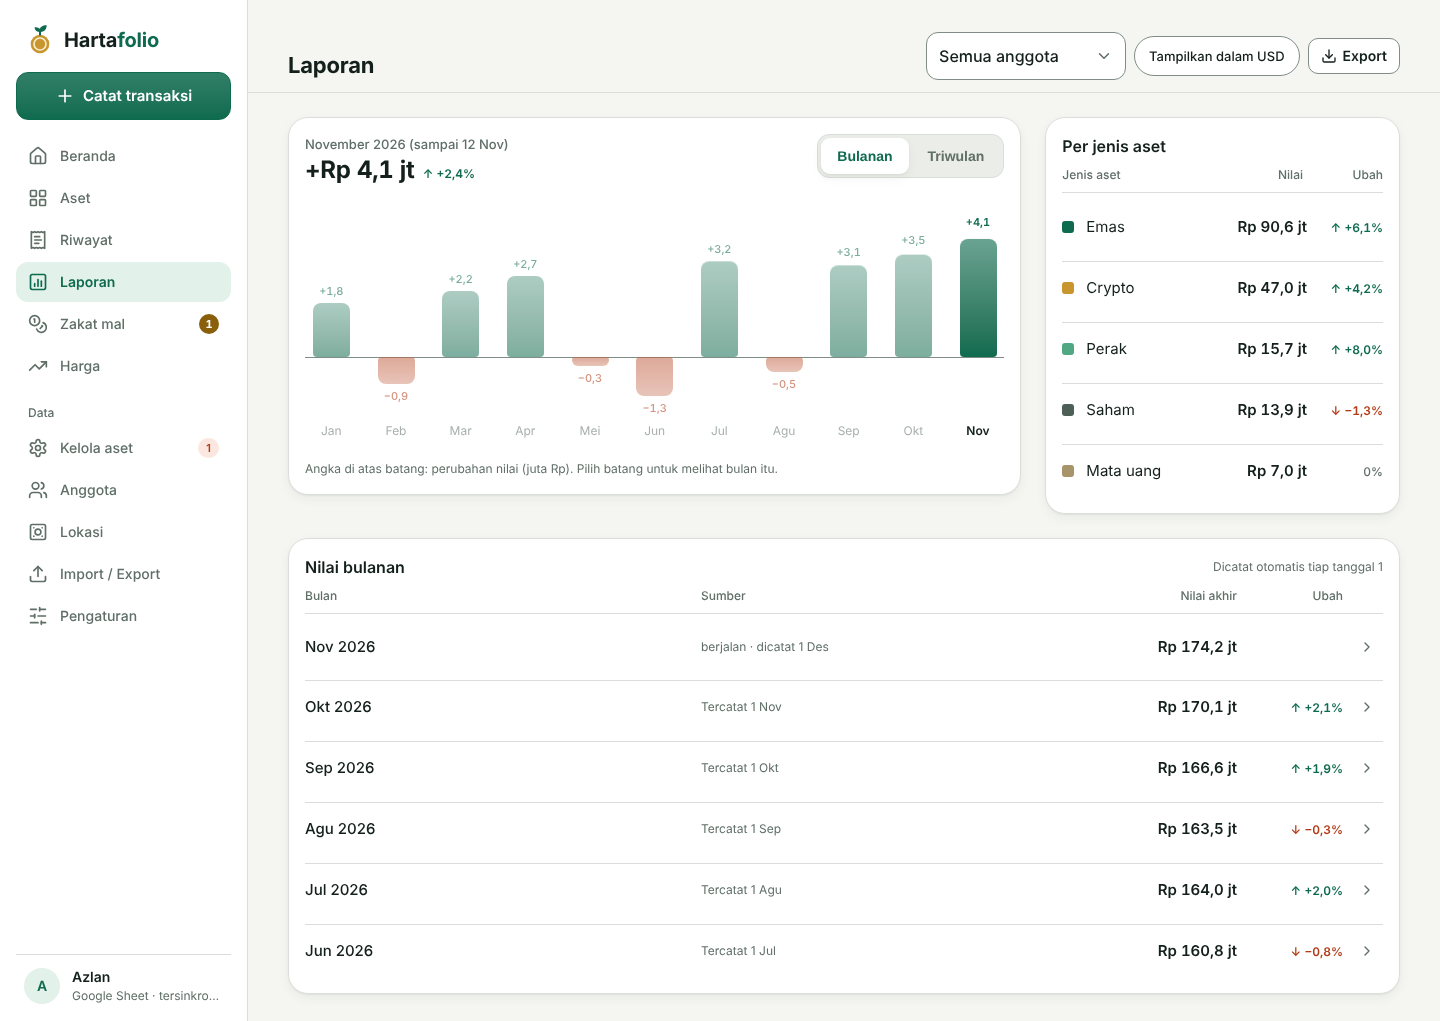 Hartafolio
Catat transaksi
Beranda
Aset
Riwayat
Laporan
Zakat mal 1
Harga
Data
Kelola aset 1
Anggota
Lokasi
Import / Export
Pengaturan
A
Azlan
Google Sheet · tersinkro...
Laporan
Semua anggota
Tampilkan dalam USD
Export
November 2026 (sampai 12 Nov)
+Rp 4,1 jt ↑ +2,4%
Bulanan Triwulan
+1,8 −0,9 +2,2 +2,7 −0,3 −1,3 +3,2 −0,5 +3,1 +3,5 +4,1
Jan Feb Mar Apr Mei Jun Jul Agu Sep Okt Nov
Angka di atas batang: perubahan nilai (juta Rp). Pilih batang untuk melihat bulan itu.
Per jenis aset
Jenis aset Nilai Ubah
Emas Rp 90,6 jt ↑ +6,1%
Crypto Rp 47,0 jt ↑ +4,2%
Perak Rp 15,7 jt ↑ +8,0%
Saham Rp 13,9 jt ↓ −1,3%
Mata uang Rp 7,0 jt 0%
Nilai bulanan
Dicatat otomatis tiap tanggal 1
Bulan Sumber Nilai akhir Ubah
Nov 2026 berjalan · dicatat 1 Des Rp 174,2 jt
Okt 2026 Tercatat 1 Nov Rp 170,1 jt ↑ +2,1%
Sep 2026 Tercatat 1 Okt Rp 166,6 jt ↑ +1,9%
Agu 2026 Tercatat 1 Sep Rp 163,5 jt ↓ −0,3%
Jul 2026 Tercatat 1 Agu Rp 164,0 jt ↑ +2,0%
Jun 2026 Tercatat 1 Jul Rp 160,8 jt ↓ −0,8%